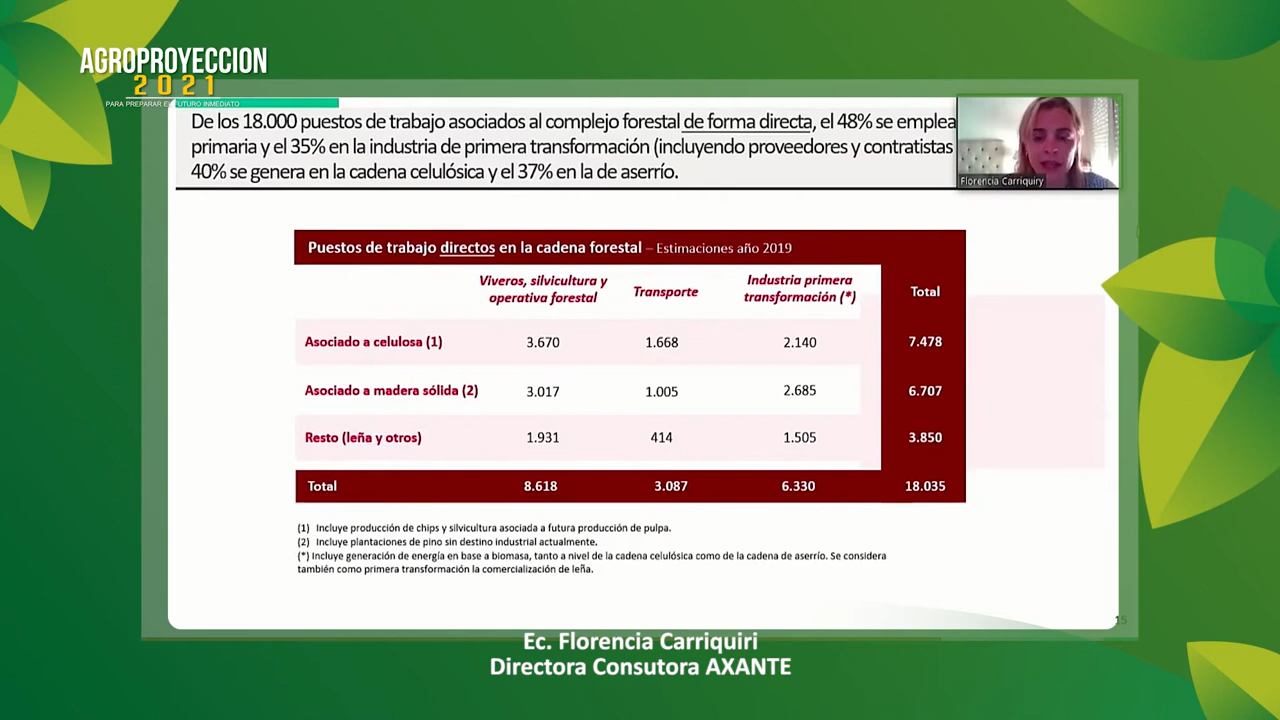 AGROPROYECCION
2021
PARA PREPARAR EL FUTURO INMEDIATO
De los 18.000 puestos de trabajo asociados al complejo forestal de forma directa, el 48% se emplea
primaria y el 35% en la industria de primera transformación (incluyendo proveedores y contratistas
40% se genera en la cadena celulósica y el 37% en la de aserrío.
Florencia Carriquiry
Puestos de trabajo directos en la cadena forestal – Estimaciones año 2019
Viveros, silvicultura y operativa forestal Transporte Industria primera transformación (*) Total
Asociado a celulosa (1) 3.670 1.668 2.140 7.478
Asociado a madera sólida (2) 3.017 1.005 2.685 6.707
Resto (leña y otros) 1.931 414 1.505 3.850
Total 8.618 3.087 6.330 18.035
(1) Incluye producción de chips y silvicultura asociada a futura producción de pulpa.
(2) Incluye plantaciones de pino sin destino industrial actualmente.
(*) Incluye generación de energía en base a biomasa, tanto a nivel de la cadena celulósica como de la cadena de aserrío. Se considera
también como primera transformación la comercialización de leña.
15
Ec. Florencia Carriquiri
Directora Consutora AXANTE